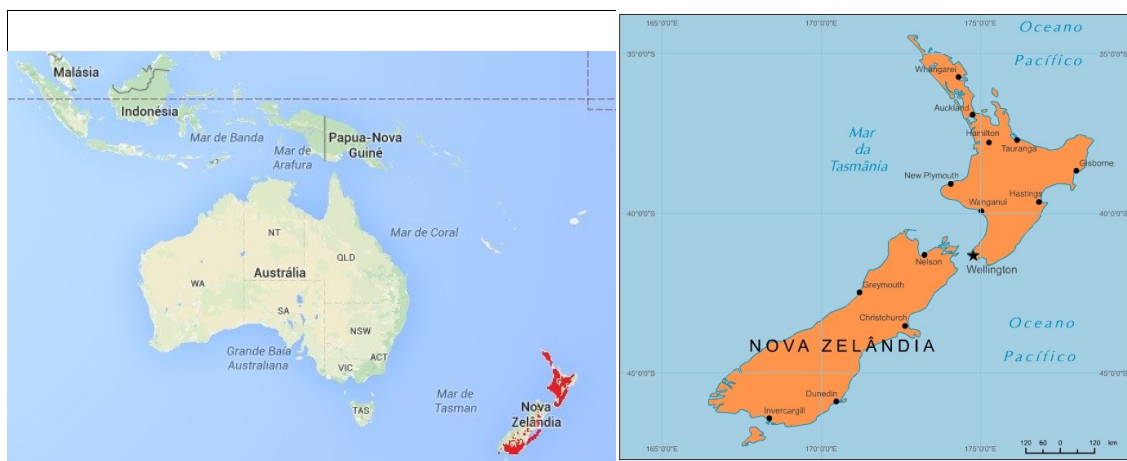 Malásia
Indonésia
Mar de Banda
Mar de
Arafura
Papua-Nova
Guiné
Mar de Coral
NT
QLD
Austrália
WA
SA
NSW
ACT
VIC
Grande Baía
Australiana
TAS
Mar de
Tasman
Nova
Zelândia
165°0'0"E
170°0'0"E
175°0'0"E
Oceano
Pacífico
35°0'0"S
35°0'0"S
Whangarei
Auckland
Mar
da
Tasmânia
Hamilton
Tauranga
Gisborne
New Plymouth
Hastings
Wanganui
40°0'0"S
40°0'0"S
Nelson
Wellington
Greymouth
Christchurch
Oceano
Pacífico
NOVA ZELÂNDIA
45°0'0"S
45°0'0"S
Dunedin
Invercargill
120 60 0 120 km
165°0'0"E
170°0'0"E
175°0'0"E